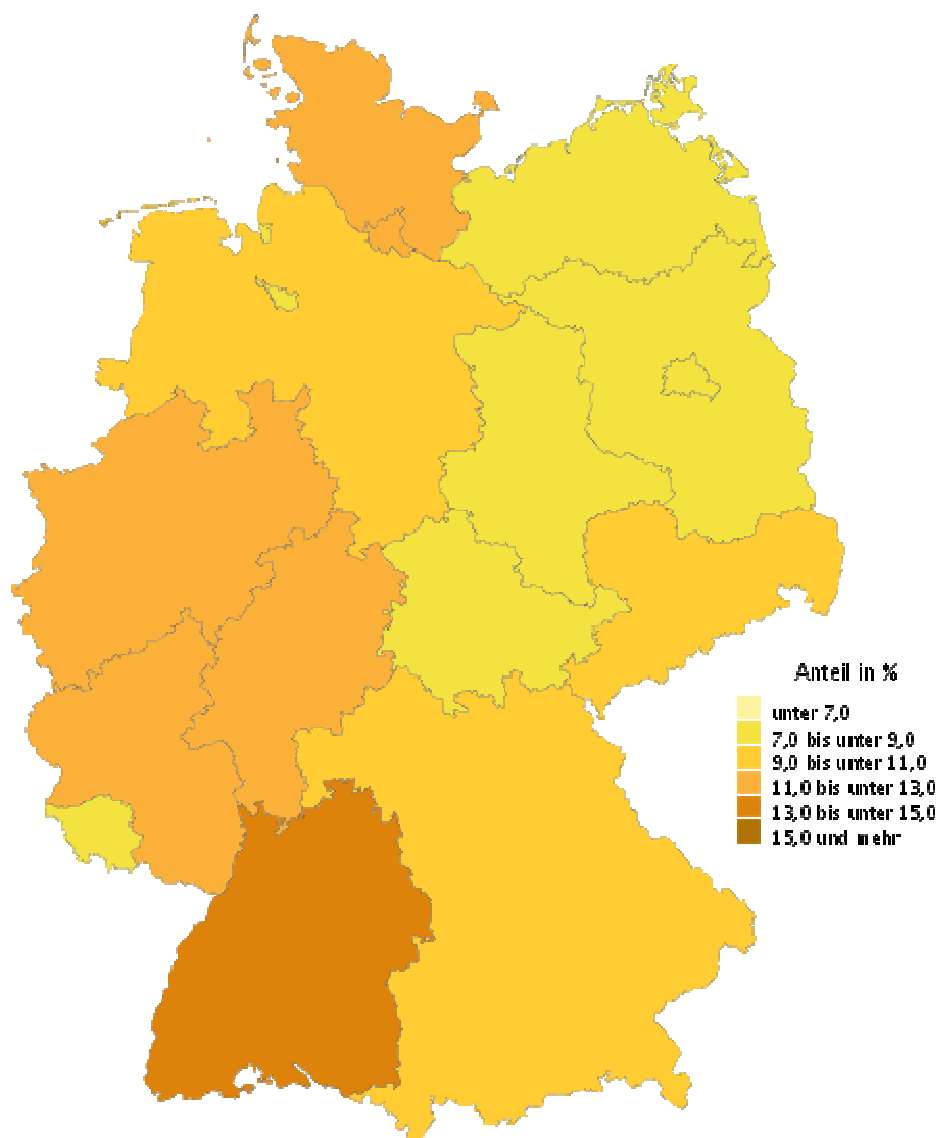 Anteil in %
unter 7,0
7,0 bis unter 9,0
9,0 bis unter 11,0
11,0 bis unter 13,0
13,0 bis unter 15,0
15,0 und mehr